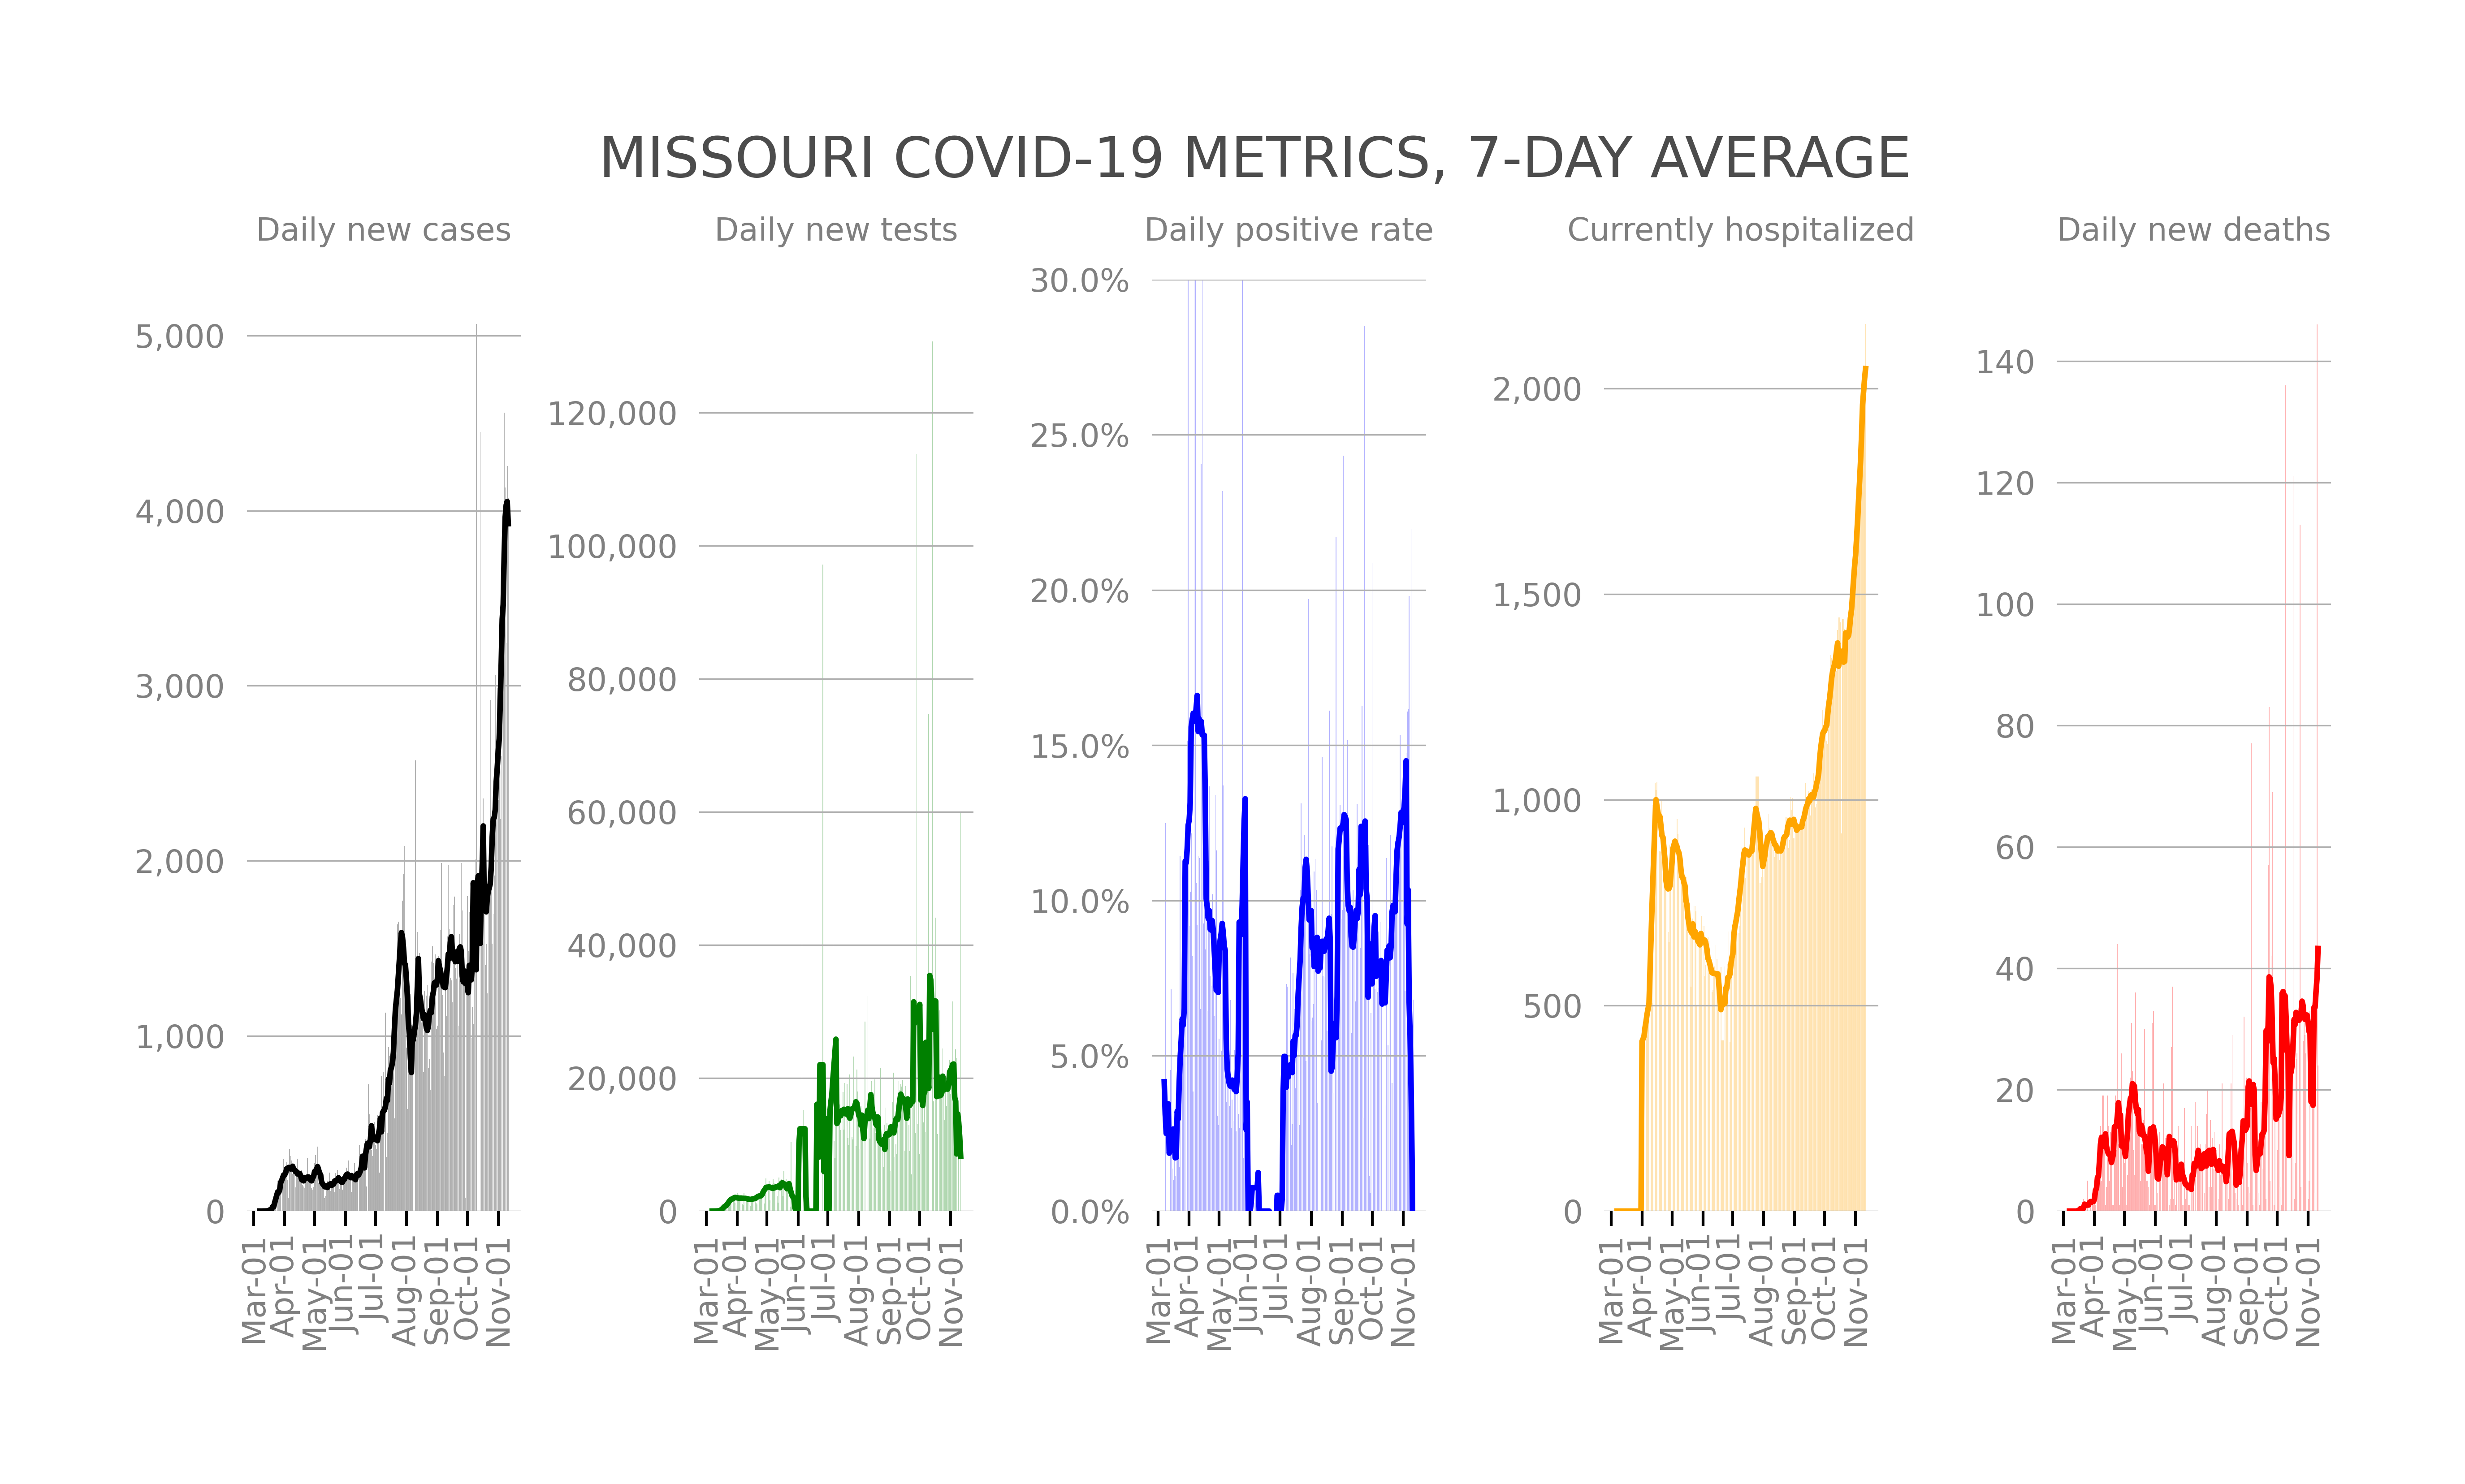 MISSOURI COVID-19 METRICS, 7-DAY AVERAGE
Daily new cases
5,000
4,000
3,000
2,000
1,000
0
Mar-01
Apr-01
May-01
Jun-01
Jul-01
Aug-01
Sep-01
Oct-01
Nov-01
Daily new tests
120,000
100,000
80,000
60,000
40,000
20,000
0
Mar-01
Apr-01
May-01
Jun-01
Jul-01
Aug-01
Sep-01
Oct-01
Nov-01
Daily positive rate
30.0%
25.0%
20.0%
15.0%
10.0%
5.0%
0.0%
Mar-01
Apr-01
May-01
Jun-01
Jul-01
Aug-01
Sep-01
Oct-01
Nov-01
Currently hospitalized
2,000
1,500
1,000
500
0
Mar-01
Apr-01
May-01
Jun-01
Jul-01
Aug-01
Sep-01
Oct-01
Nov-01
Daily new deaths
140
120
100
80
60
40
20
0
Mar-01
Apr-01
May-01
Jun-01
Jul-01
Aug-01
Sep-01
Oct-01
Nov-01